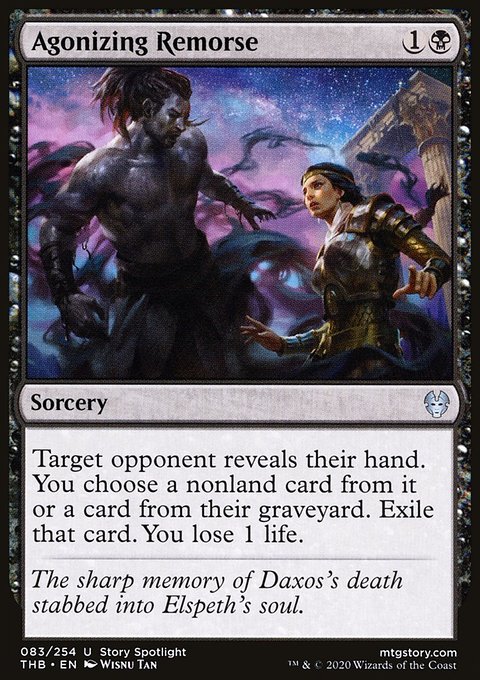 Agonizing Remorse 1
Sorcery
Target opponent reveals their hand.
You choose a nonland card from it
or a card from their graveyard. Exile
that card. You lose 1 life.
The sharp memory of Daxos's death
stabbed into Elspeth's soul.
083/254 U Story Spotlight
THB • EN Wisnu Tan
mtgstory.com
™ & © 2020 Wizards of the Coast